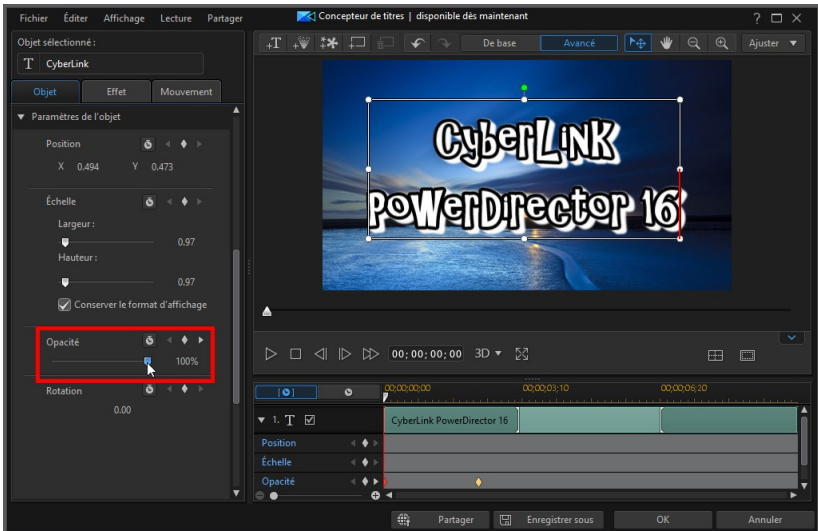 Fichier Éditer Affichage Lecture Partager
Concepteur de titres | disponible dès maintenant
Objet sélectionné :
T CyberLink
Objet Effet Mouvement
Paramètres de l'objet
Position
X 0.494 Y 0.473
Échelle
Largeur :
0.97
Hauteur :
0.97
Conserver le format d'affichage
Opacité
100%
Rotation
0.00
De base Avancé Ajuster
CyberLink
PowerDirector 16
00;00;00;00 3D
00;00;00;00 00;00;03;10 00;00;06;20
1. T CyberLink PowerDirector 16
Position
Échelle
Opacité
Partager Enregistrer sous OK Annuler